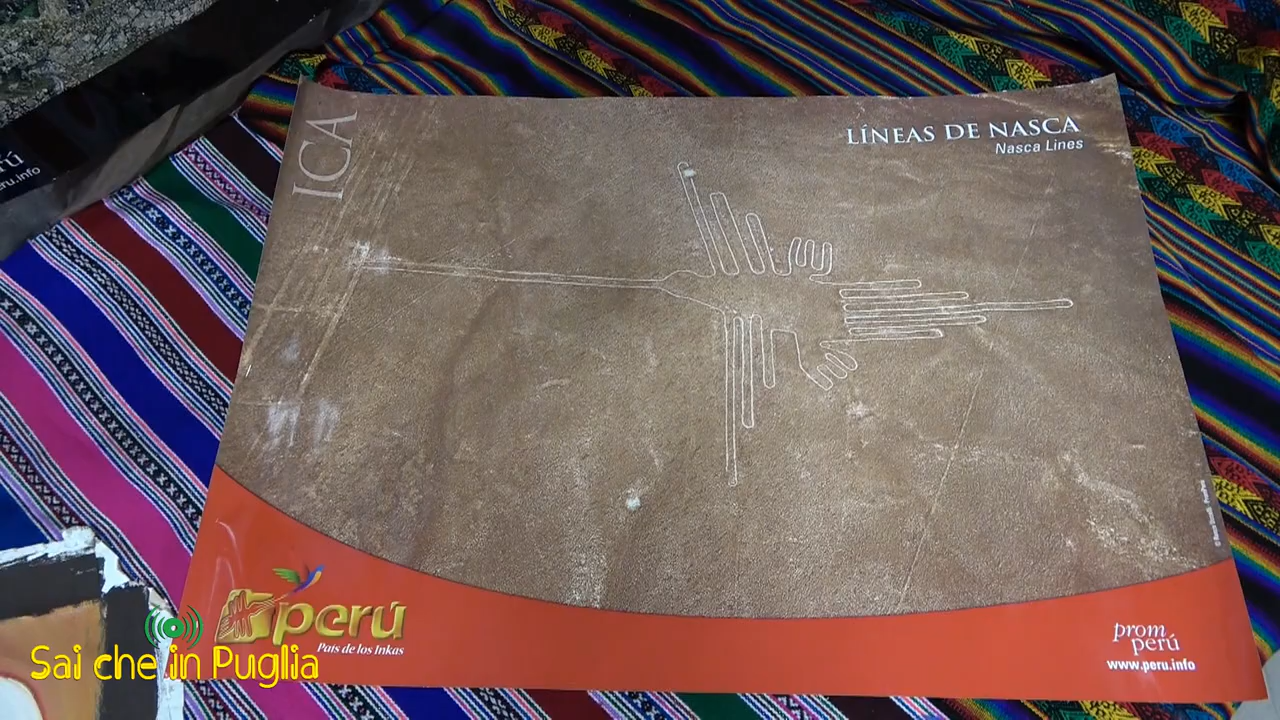 LÍNEAS DE NASCA
Nasca Lines
ICA
perú
País de los Inkas
prom
perú
www.peru.info
Sai che in Puglia